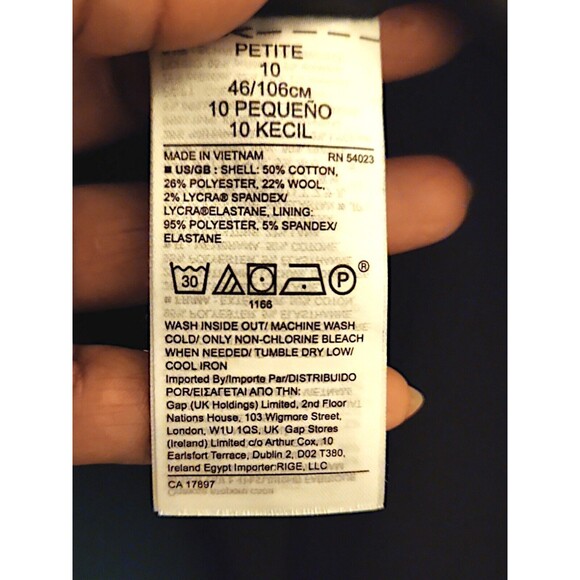 PETITE
10
46/106CM
10 PEQUEÑO
10 KECIL
MADE IN VIETNAM RN 54023
■ US/GB : SHELL: 50% COTTON,
26% POLYESTER, 22% WOOL,
2% LYCRA® SPANDEX/
LYCRA®ELASTANE, LINING:
95% POLYESTER, 5% SPANDEX/
ELASTANE
30 P ®
1166
WASH INSIDE OUT/ MACHINE WASH
COLD/ ONLY NON-CHLORINE BLEACH
WHEN NEEDED/ TUMBLE DRY LOW/
COOL IRON
Imported By/Importe Par/DISTRIBUIDO
POR/ΕΙΣΑΓΕΤΑΙ ΑΠΟ ΤΗΝ:
Gap (UK Holdings) Limited, 2nd Floor
Nations House, 103 Wigmore Street,
London, W1U 1QS, UK Gap Stores
(Ireland) Limited c/o Arthur Cox, 10
Earlsfort Terrace, Dublin 2, D02 T380,
Ireland Egypt Importer:RIGE, LLC
CA 17897